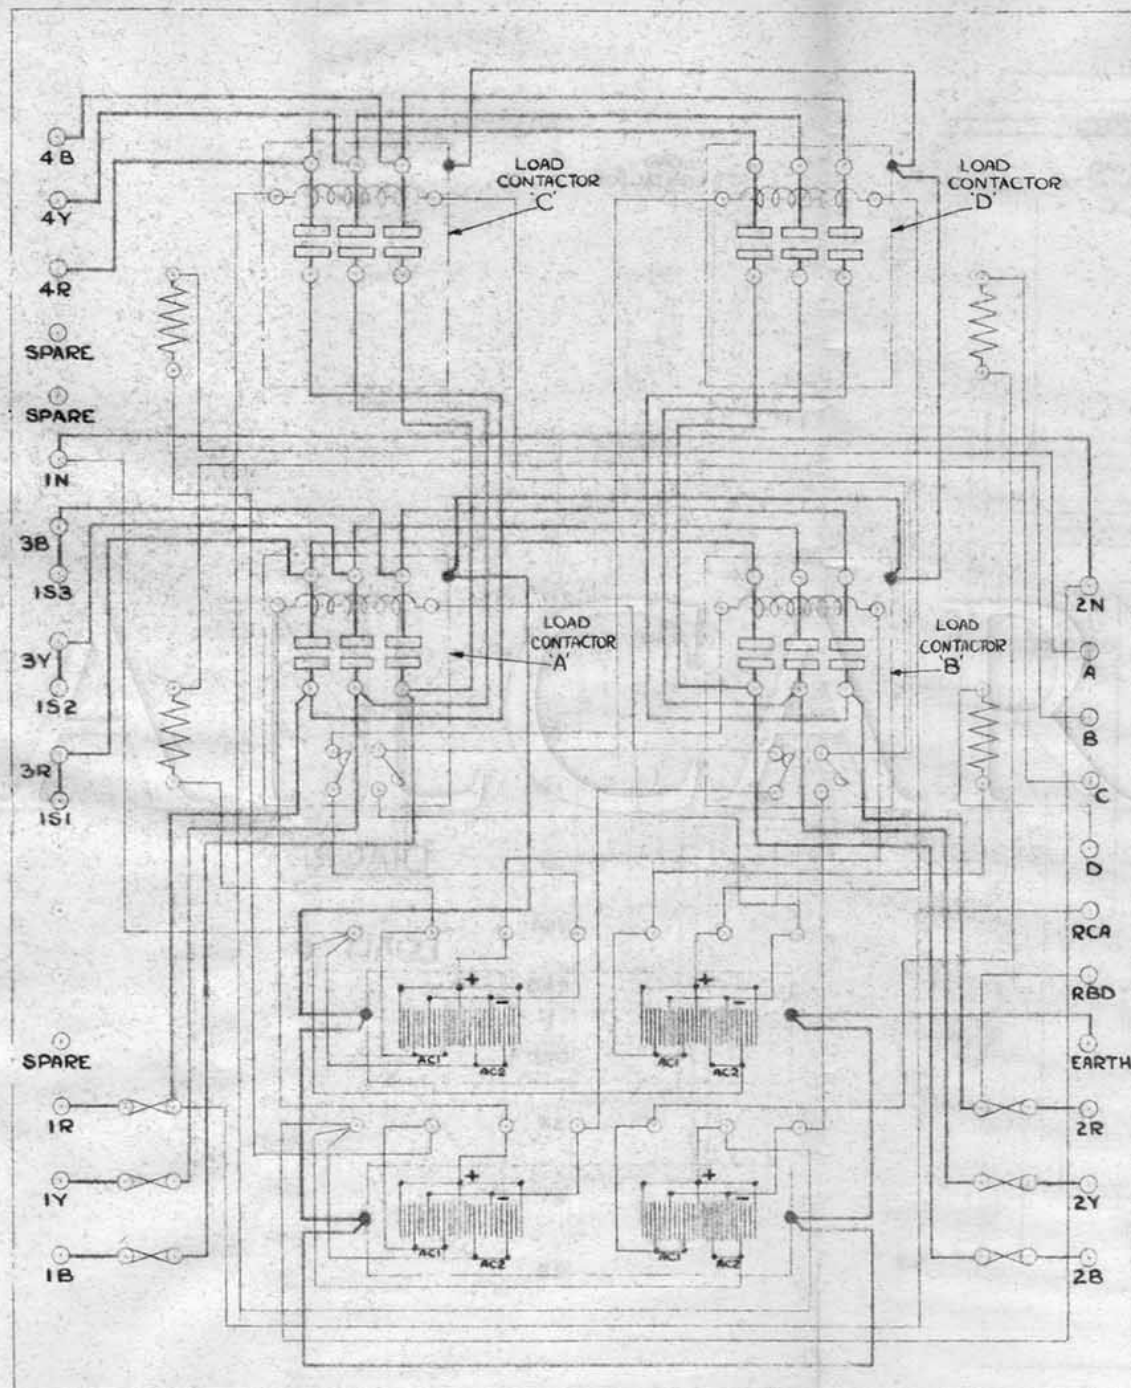 4B
4Y
4R
SPARE
SPARE
1N
3B
1S3
3Y
1S2
3R
1S1
SPARE
1R
1Y
1B
LOAD
CONTACTOR
'C'
LOAD
CONTACTOR
'D'
LOAD
CONTACTOR
'A'
LOAD
CONTACTOR
'B'
2N
A
B
C
D
RCA
RBD
EARTH
2R
2Y
2B
+
-
AC1
AC2
+
-
AC1
AC2
+
-
AC1
AC2
+
-
AC1
AC2